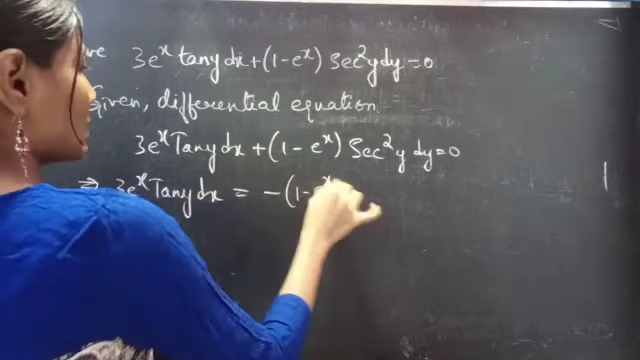 ve 3eˣ tany dx + (1 - eˣ) Sec²y dy = 0
Given, differential equation
3eˣ Tany dx + (1 - eˣ) Sec²y dy = 0
⇒ 3eˣ Tany dx = - (1 - eˣ